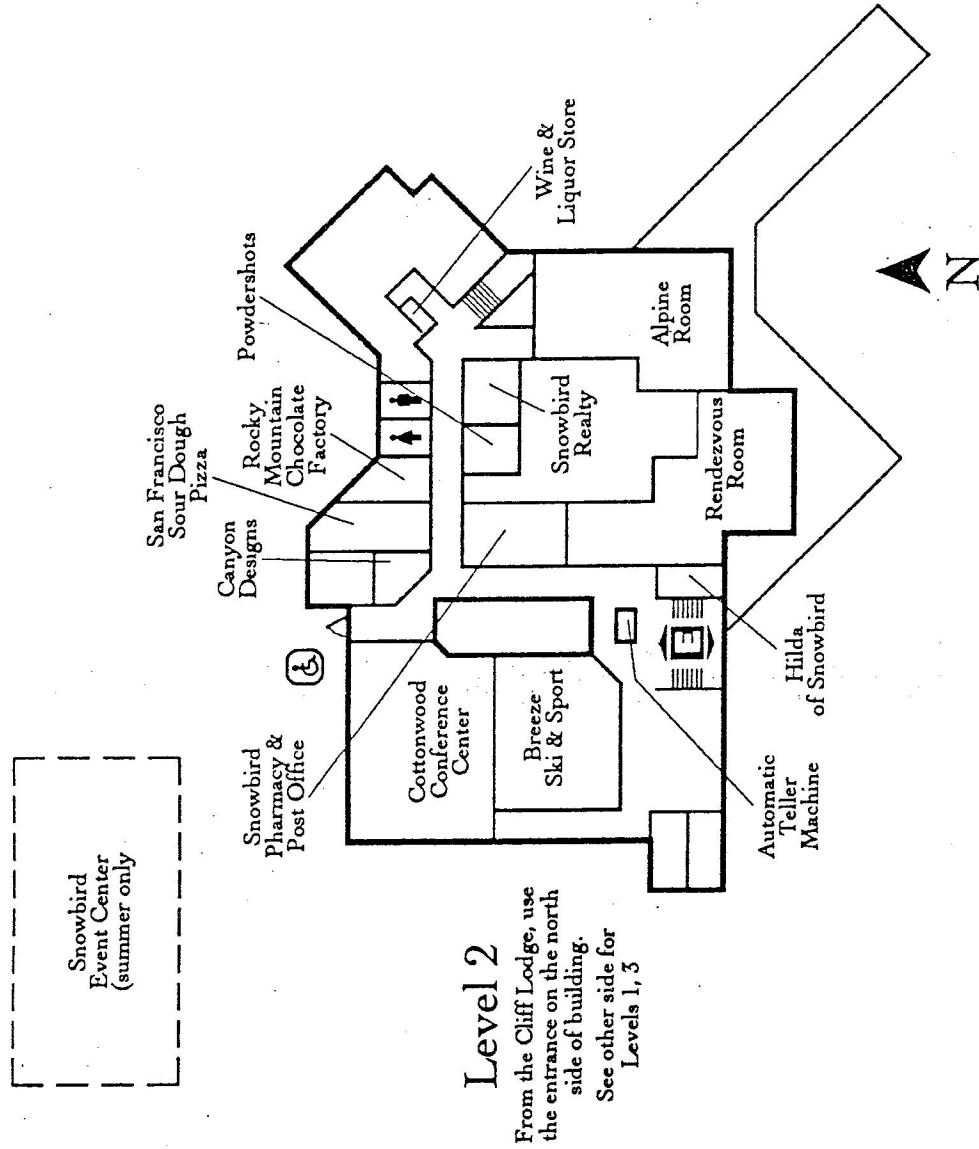 Snowbird
Event Center
(summer only
San Francisco
Sour Dough
Pizza
Canyon
Designs
Rocky
Mountain
Chocolate
Factory
Powdershots
Wine &
Liquor Store
Snowbird
Pharmacy &
Post Office
Cottonwood
Conference
Center
Breeze
Ski & Sport
Snowbird
Realty
Alpine
Room
Rendezvous
Room
E
Hilda
of Snowbird
Automatic
Teller
Machine
Level 2
From the Cliff Lodge, use
the entrance on the north
side of building.
See other side for
Levels 1, 3
N